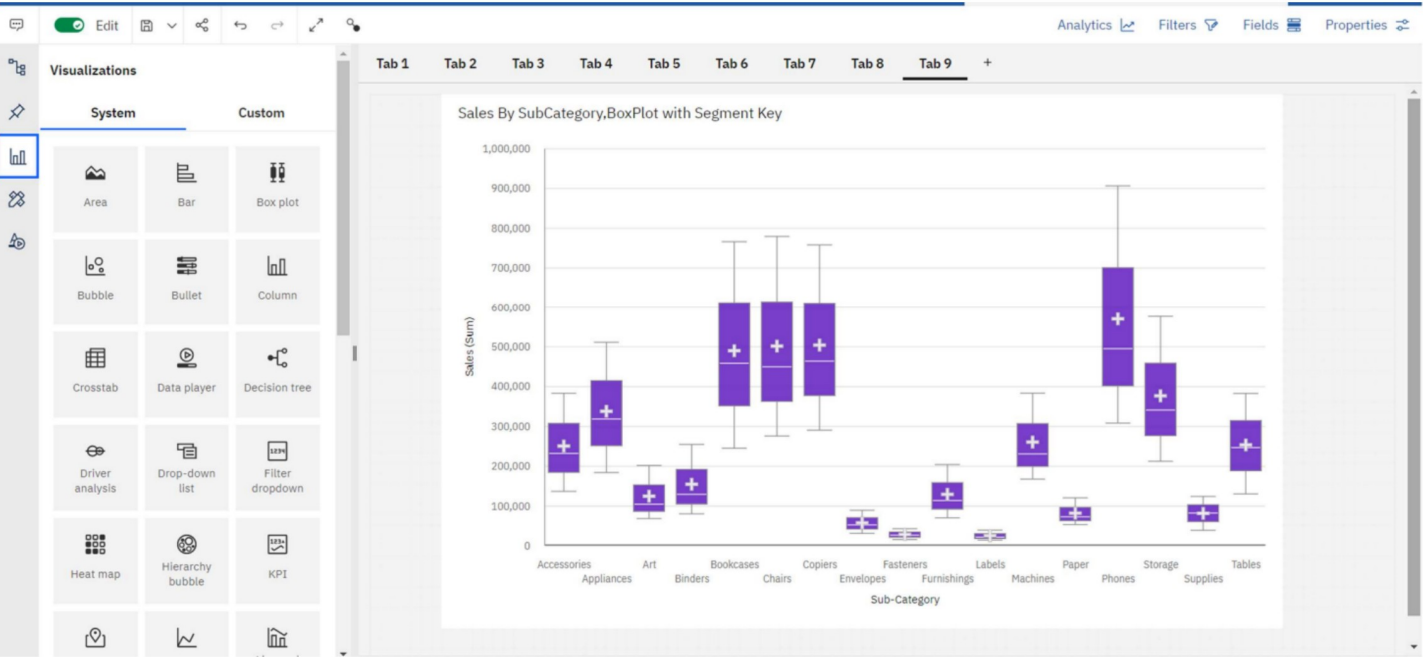 Edit
Analytics Filters Fields Properties
Visualizations
System Custom
Area Bar Box plot
Bubble Bullet Column
Crosstab Data player Decision tree
Driver analysis
Drop-down list
Filter dropdown
Heat map
Hierarchy bubble
KPI
Tab 1 Tab 2 Tab 3 Tab 4 Tab 5 Tab 6 Tab 7 Tab 8 Tab 9 +
Sales By SubCategory,BoxPlot with Segment Key
Sales (Sum)
1,000,000
900,000
800,000
700,000
600,000
500,000
400,000
300,000
200,000
100,000
0
Accessories Art Bookcases Copiers Fasteners Labels Paper Storage Tables
Appliances Binders Chairs Envelopes Furnishings Machines Phones Supplies
Sub-Category